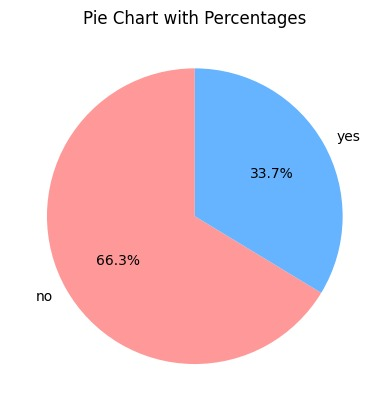 Pie Chart with Percentages
yes
33.7%
66.3%
no